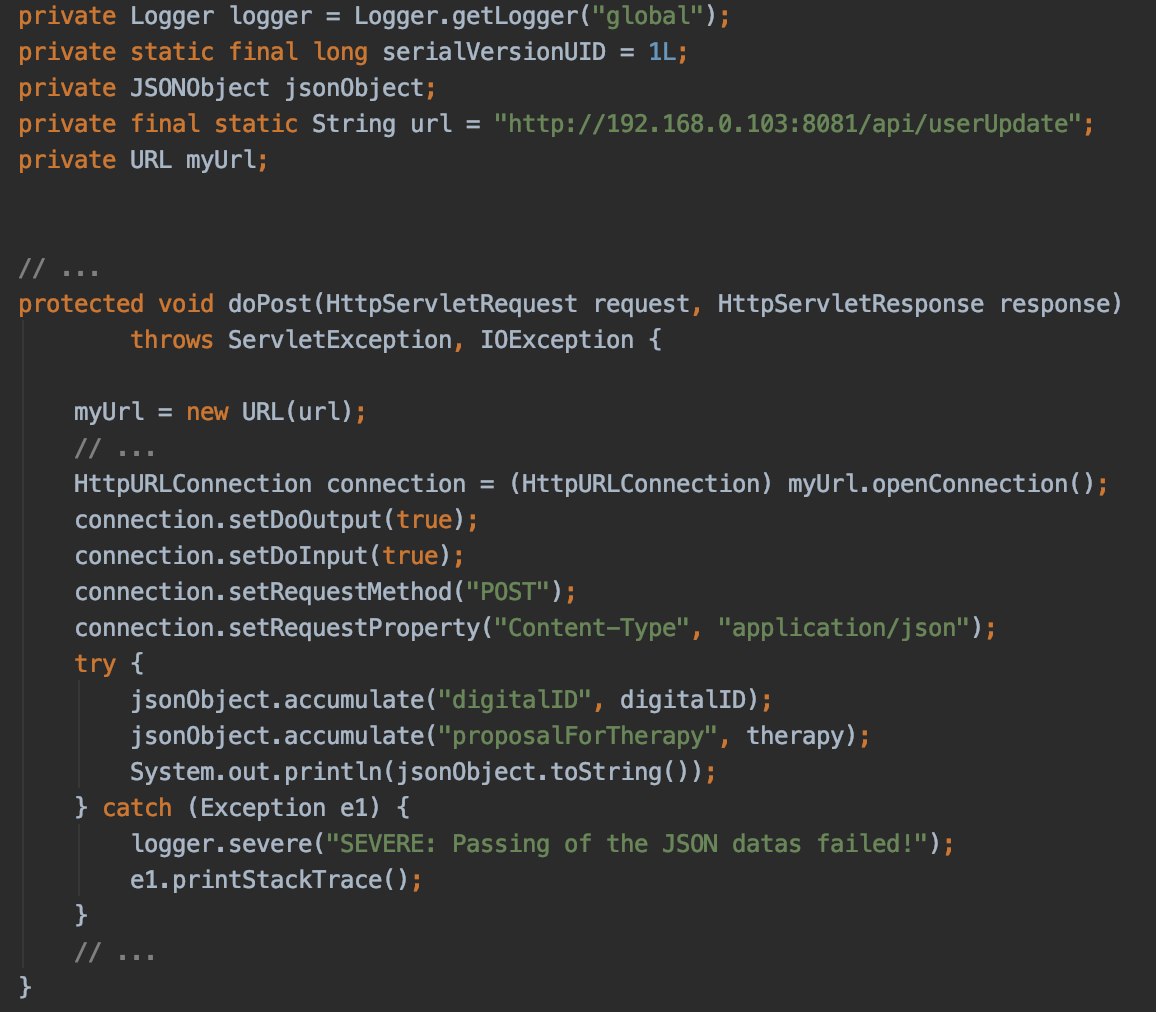 private Logger logger = Logger.getLogger("global");
private static final long serialVersionUID = 1L;
private JSONObject jsonObject;
private final static String url = "http://192.168.0.103:8081/api/userUpdate";
private URL myUrl;
// ...
protected void doPost(HttpServletRequest request, HttpServletResponse response)
throws ServletException, IOException {
myUrl = new URL(url);
// ...
HttpURLConnection connection = (HttpURLConnection) myUrl.openConnection();
connection.setDoOutput(true);
connection.setDoInput(true);
connection.setRequestMethod("POST");
connection.setRequestProperty("Content-Type", "application/json");
try {
jsonObject.accumulate("digitalID", digitalID);
jsonObject.accumulate("proposalForTherapy", therapy);
System.out.println(jsonObject.toString());
} catch (Exception e1) {
logger.severe("SEVERE: Passing of the JSON datas failed!");
e1.printStackTrace();
}
// ...
}